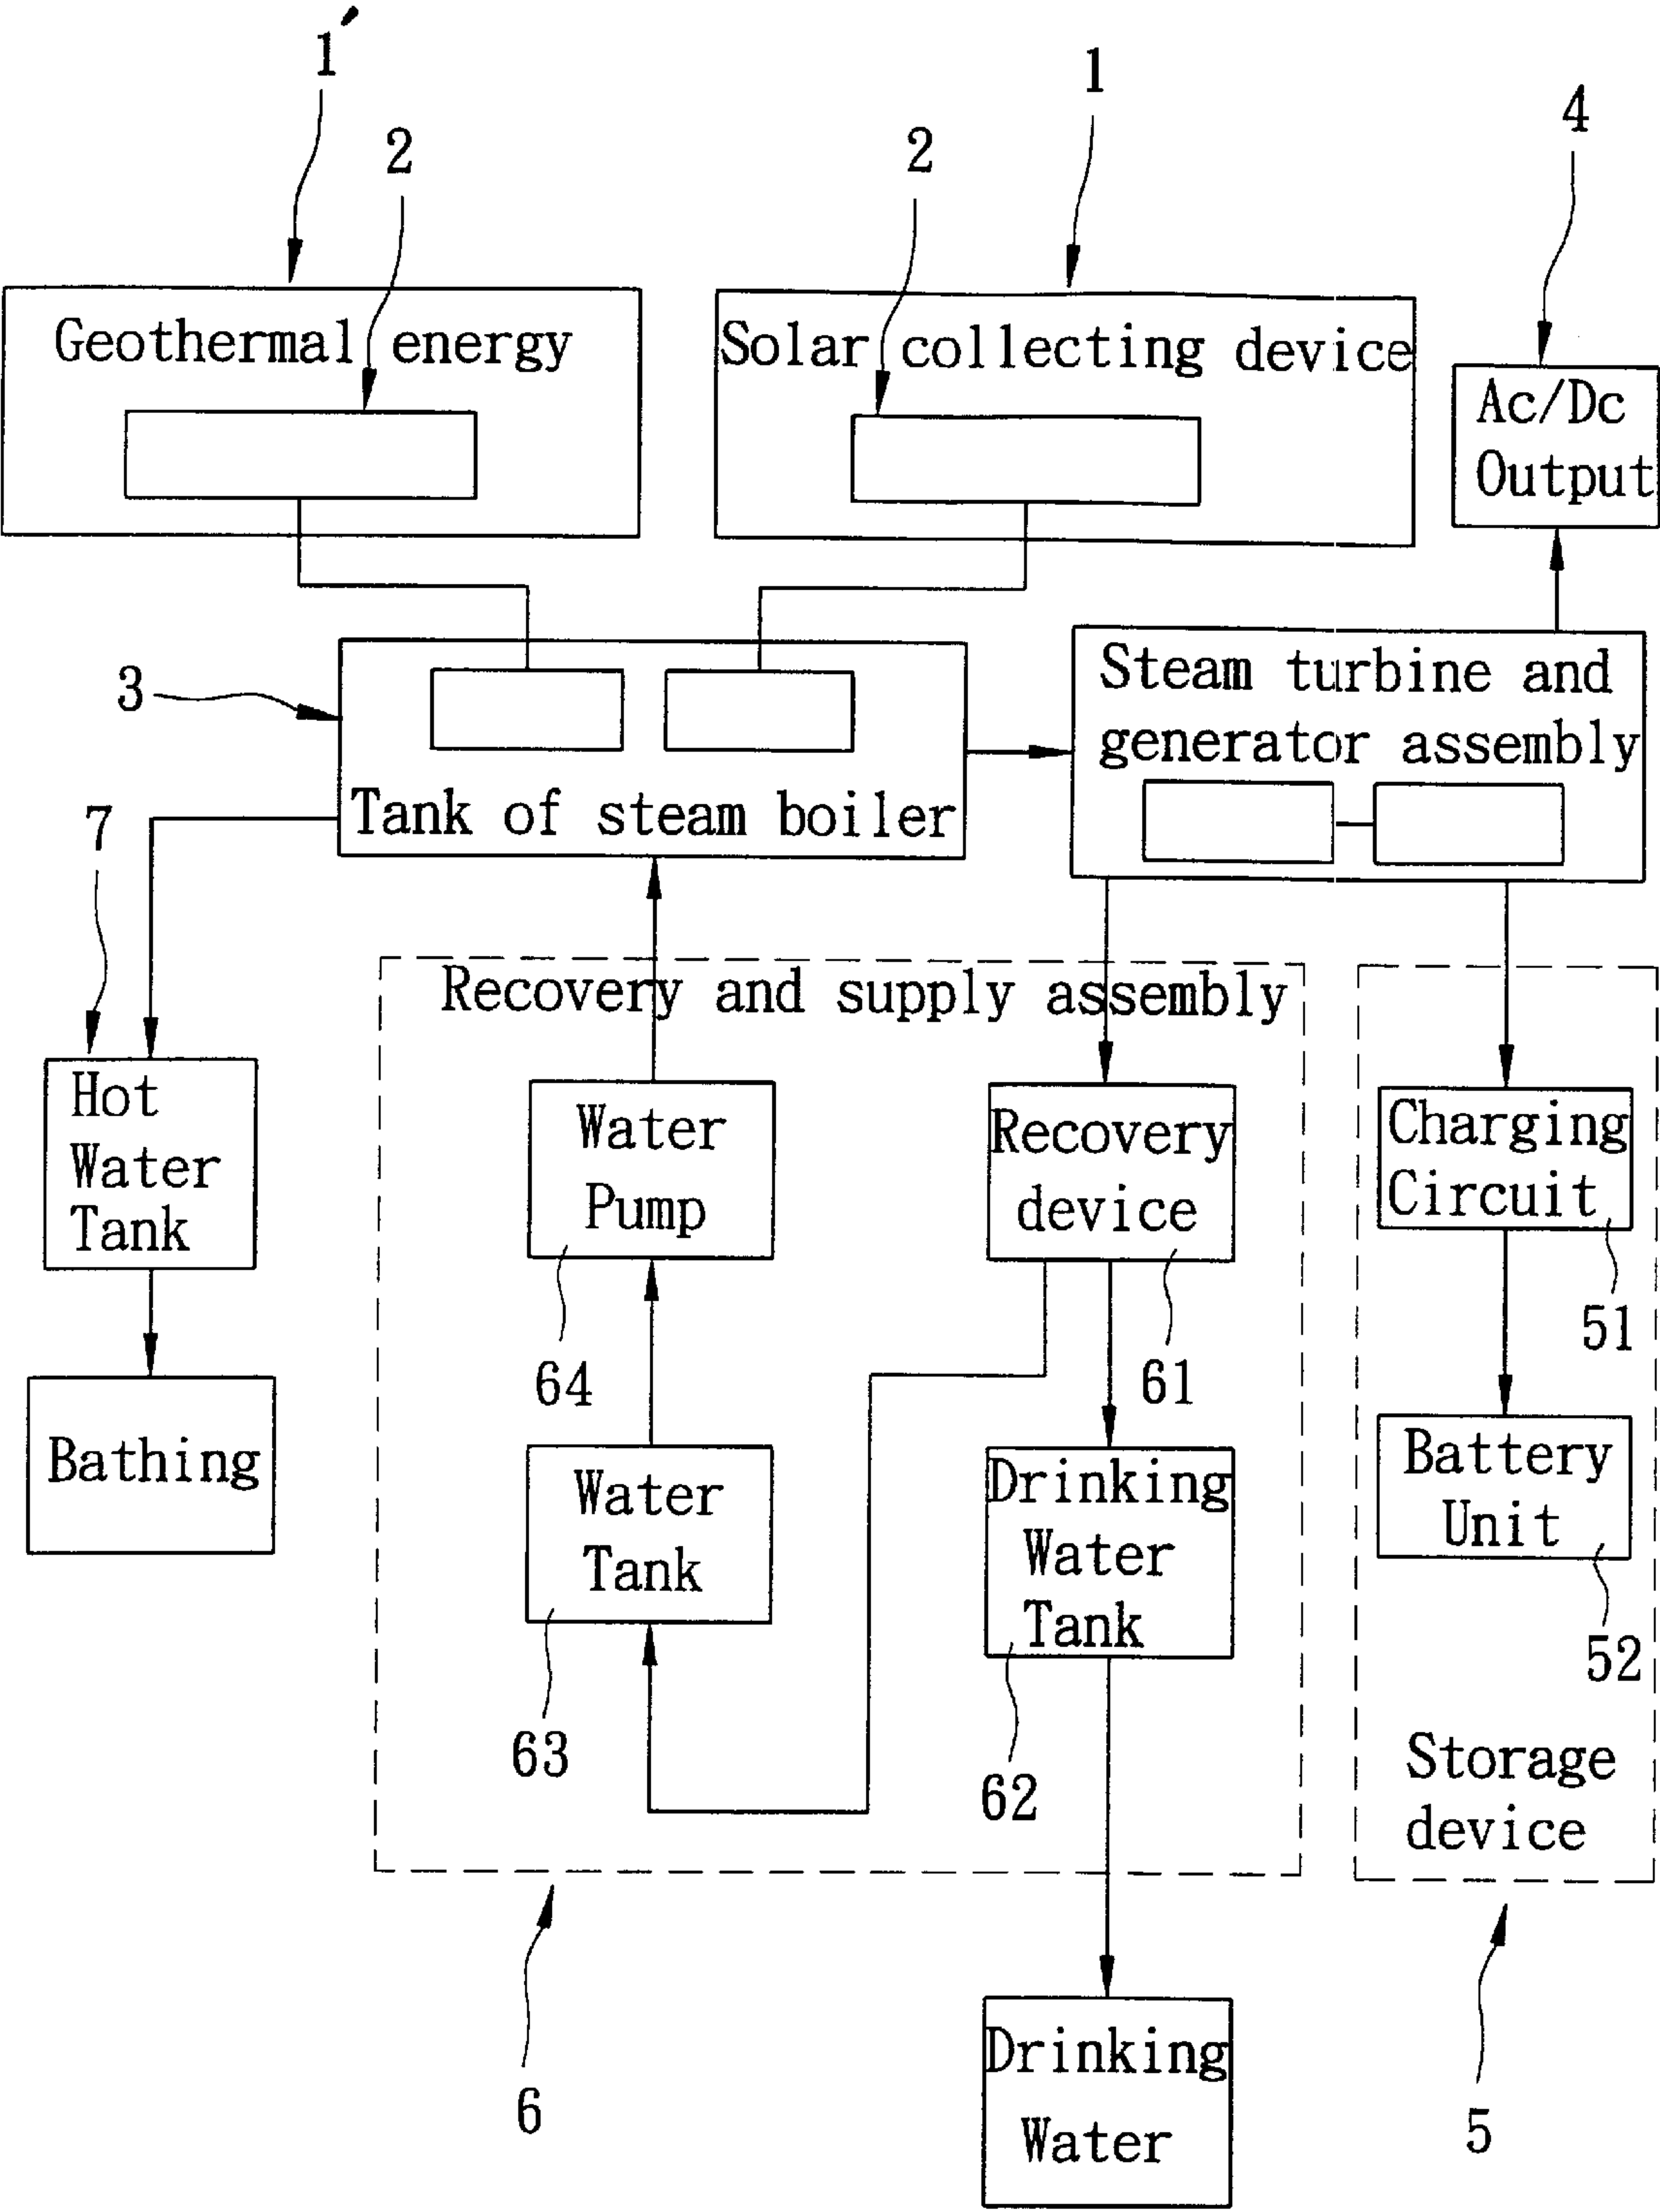 1′
1
2
2
4
Geothermal energy
Solar collecting device
Ac/Dc
Output
3
Steam turbine and
generator assembly
Tank of steam boiler
7
Recovery and supply assembly
Hot
Water
Tank
Water
Pump
Recovery
device
Charging
Circuit
51
64
61
Bathing
Water
Tank
Drinking
Water
Tank
Battery
Unit
52
63
62
Storage
device
6
5
Drinking
Water